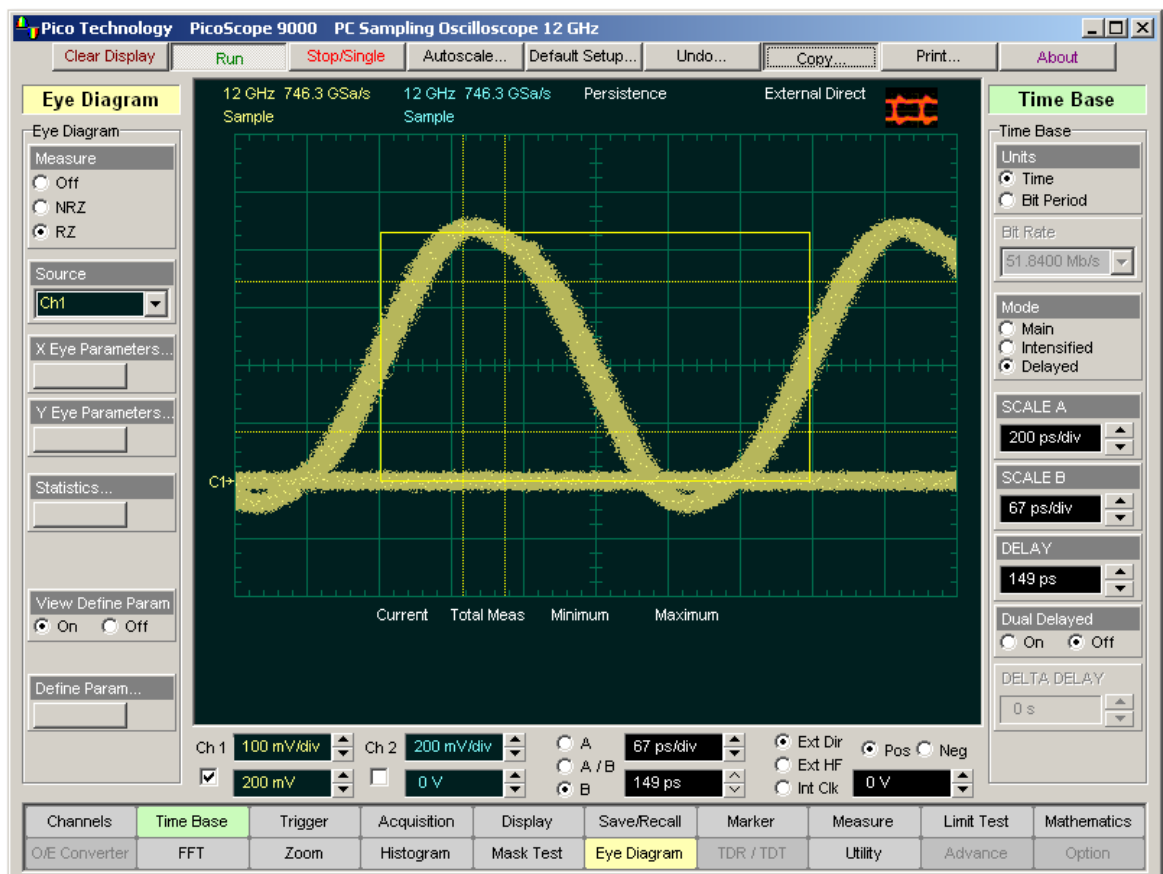 Pico Technology PicoScope 9000 PC Sampling Oscilloscope 12 GHz
Clear Display Run Stop/Single Autoscale... Default Setup... Undo... Copy... Print... About
Eye Diagram
Eye Diagram
Measure
Off
NRZ
RZ
Source
Ch1
X Eye Parameters...
Y Eye Parameters...
Statistics...
View Define Param
On Off
Define Param...
12 GHz 746.3 GSa/s 12 GHz 746.3 GSa/s Persistence External Direct
Sample Sample
C1
Current Total Meas Minimum Maximum
Time Base
Time Base
Units
Time
Bit Period
Bit Rate
51.8400 Mb/s
Mode
Main
Intensified
Delayed
SCALE A
200 ps/div
SCALE B
67 ps/div
DELAY
149 ps
Dual Delayed
On Off
DELTA DELAY
0 s
Ch 1 100 mV/div Ch 2 200 mV/div A 67 ps/div Ext Dir Pos Neg
A / B Ext HF
200 mV 0 V B 149 ps Int Clk 0 V
Channels Time Base Trigger Acquisition Display Save/Recall Marker Measure Limit Test Mathematics
O/E Converter FFT Zoom Histogram Mask Test Eye Diagram TDR / TDT Utility Advance Option